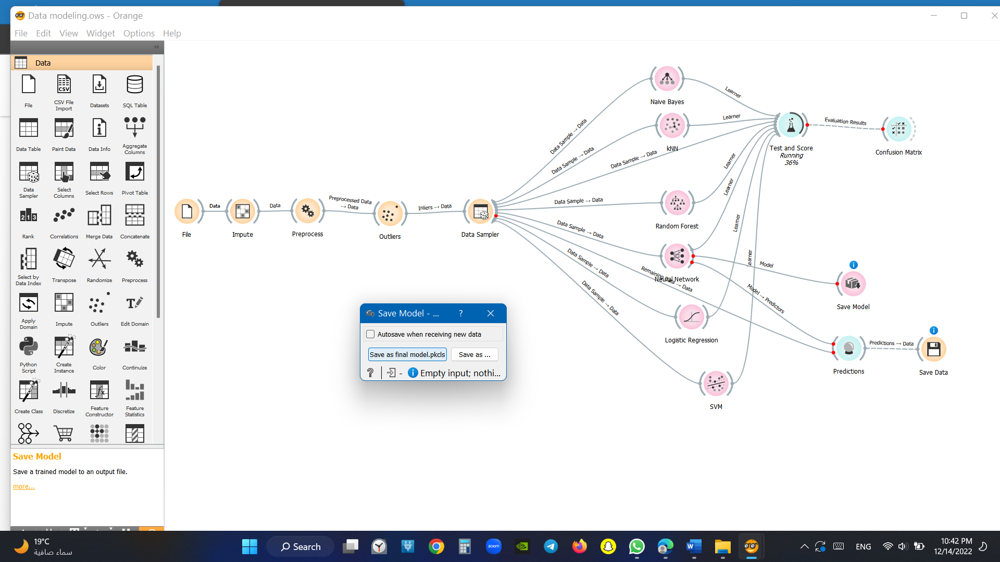 Data modeling.ows - Orange
File Edit View Widget Options Help
Data
File
CSV File Import
Datasets
SQL Table
Data Table
Paint Data
Data Info
Aggregate Columns
Data Sampler
Select Columns
Select Rows
Pivot Table
Rank
Correlations
Merge Data
Concatenate
Select by Data Index
Transpose
Randomize
Preprocess
Apply Domain
Impute
Outliers
Edit Domain
Python Script
Create Instance
Color
Continuize
Create Class
Discretize
Feature Constructor
Feature Statistics
Save Model
Save a trained model to an output file.
more...
File
Data
Impute
Data
Preprocess
Preprocessed Data → Data
Outliers
Inliers → Data
Data Sampler
Data Sample → Data
Data Sample → Data
Data Sample → Data
Data Sample → Data
Data Sample → Data
Data Sample → Data
Remaining Data → Data
Data Sample → Data
Naive Bayes
kNN
Random Forest
Neural Network
Logistic Regression
SVM
Learner
Learner
Learner
Learner
Learner
Learner
Test and Score
Running
36%
Evaluation Results
Confusion Matrix
Model
Save Model
Model → Predictors
Predictions
Predictions → Data
Save Data
Save Model - ...
?
Autosave when receiving new data
Save as final model.pkcls
Save as ...
? - Empty input; nothi...
19°C
سماء صافية
Search
zoom
ENG
10:42 PM
12/14/2022